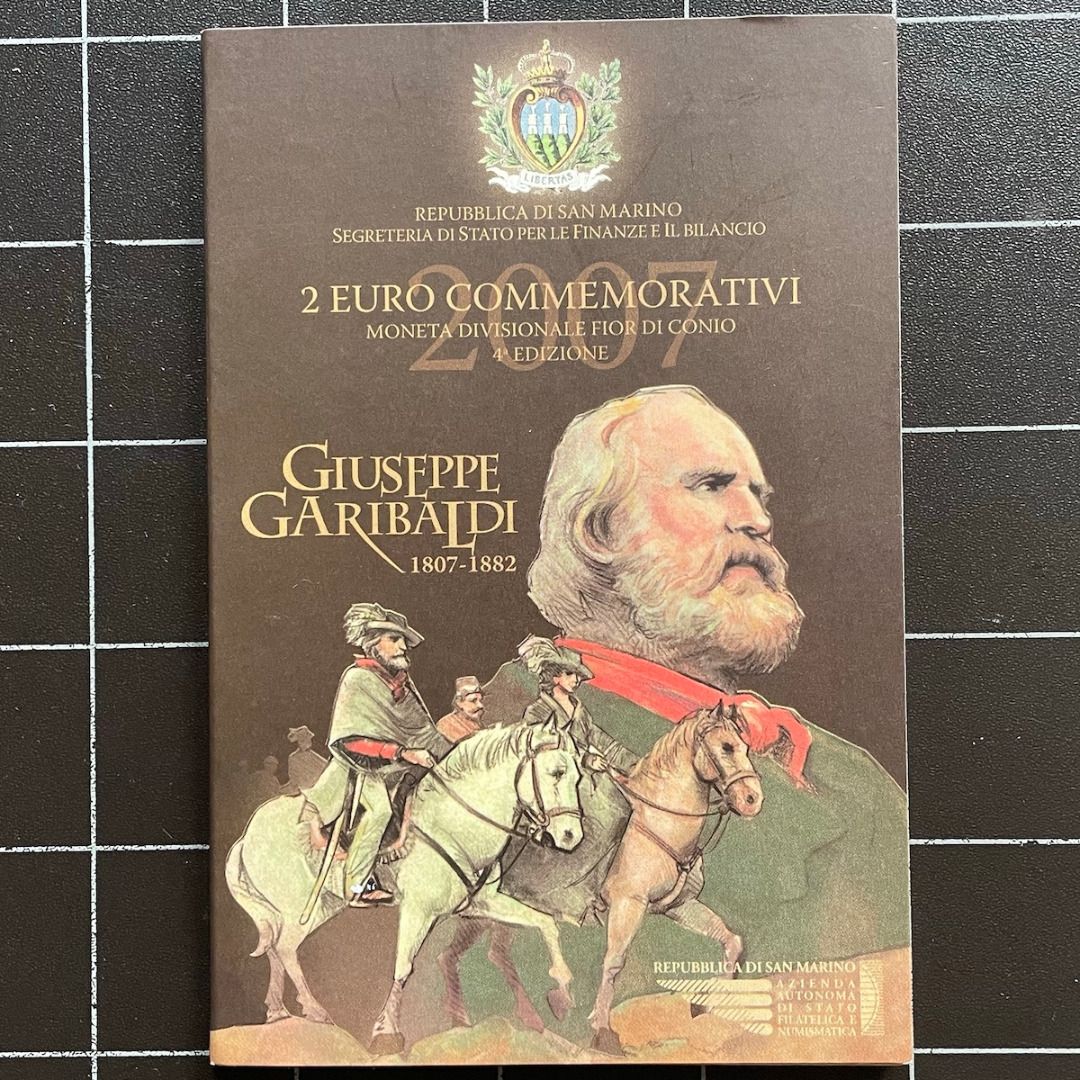 LIBERTAS
REPUBBLICA DI SAN MARINO
SEGRETERIA DI STATO PER LE FINANZE E IL BILANCIO
2007
2 EURO COMMEMORATIVI
MONETA DIVISIONALE FIOR DI CONIO
4ª EDIZIONE
GIUSEPPE
GARIBALDI
1807-1882
REPUBBLICA DI SAN MARINO
AZIENDA
AUTONOMA
DI STATO
FILATELICA E
NUMISMATICA